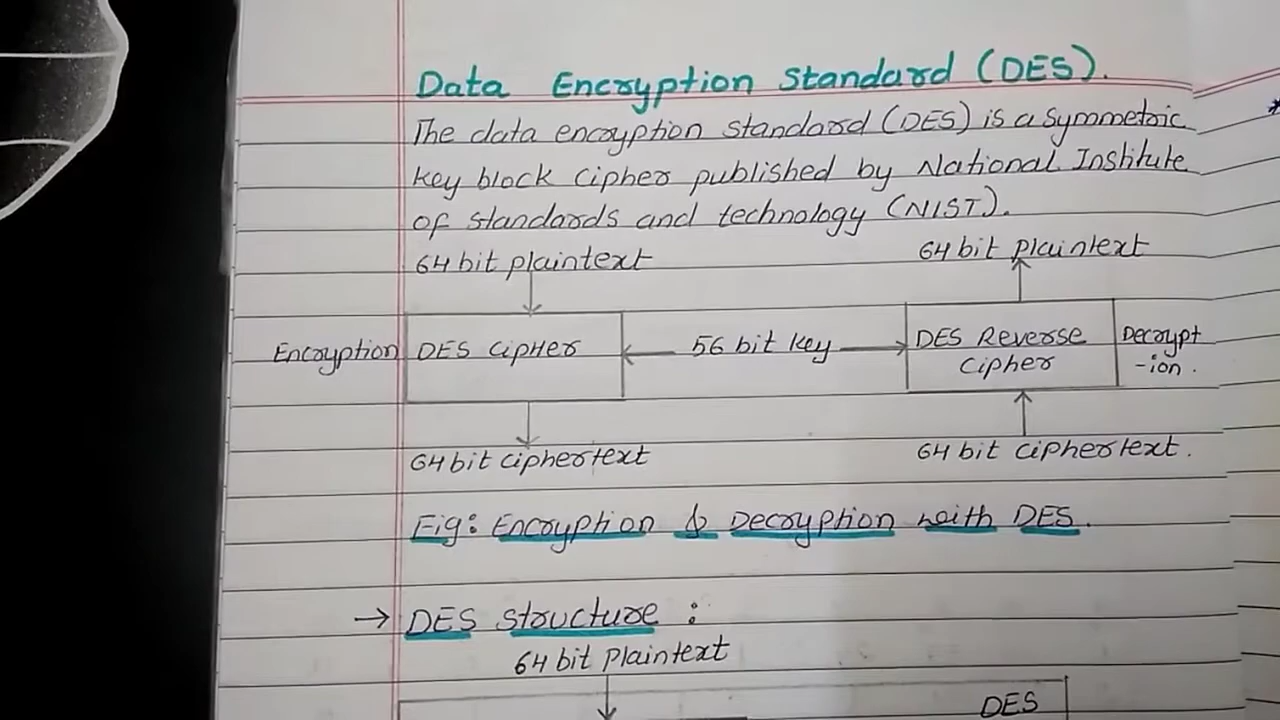 Data Encryption Standard (DES).
The data encryption standard (DES) is a symmetric
key block cipher published by National Institute
of standards and technology (NIST).
64 bit plaintext
64 bit plaintext
Encryption DES CIPHER
56 bit key
DES Reverse
Cipher
Decrypt
-ion.
64 bit ciphertext
64 bit ciphertext.
Fig: Encryption & Decryption with DES.
→ DES structure :
64 bit plaintext
DES